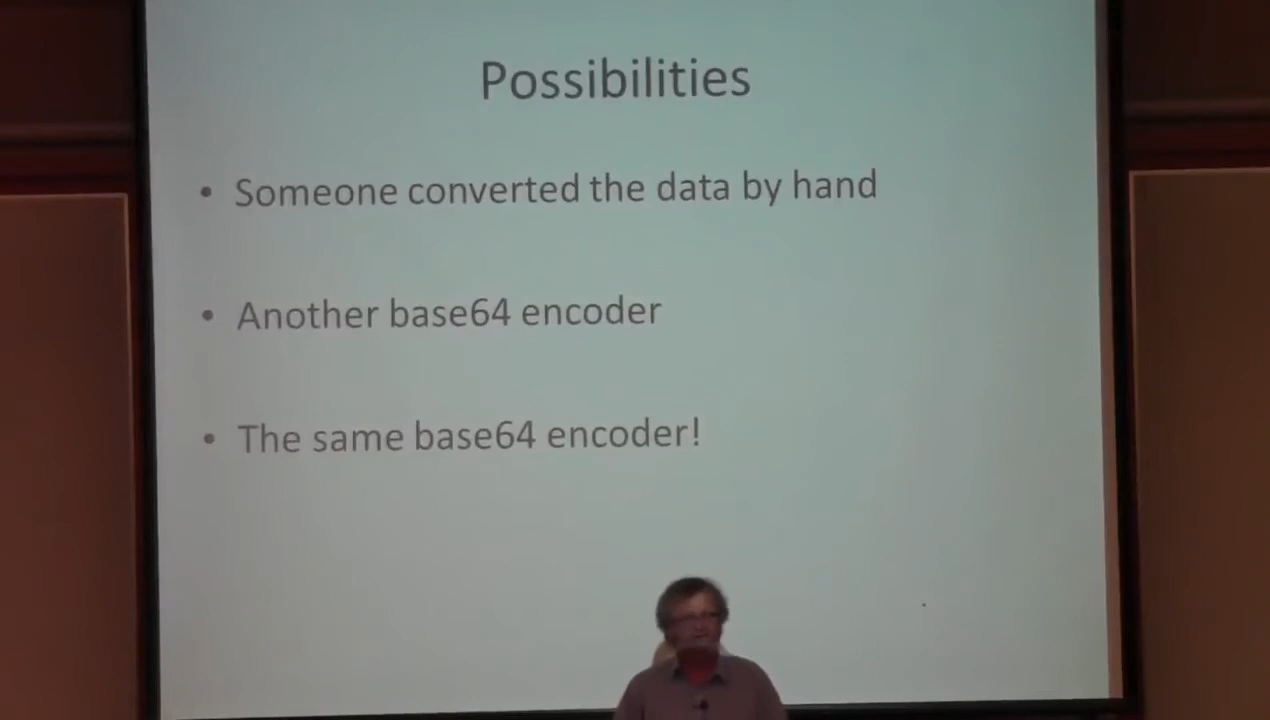 Possibilities
• Someone converted the data by hand
• Another base64 encoder
• The same base64 encoder!